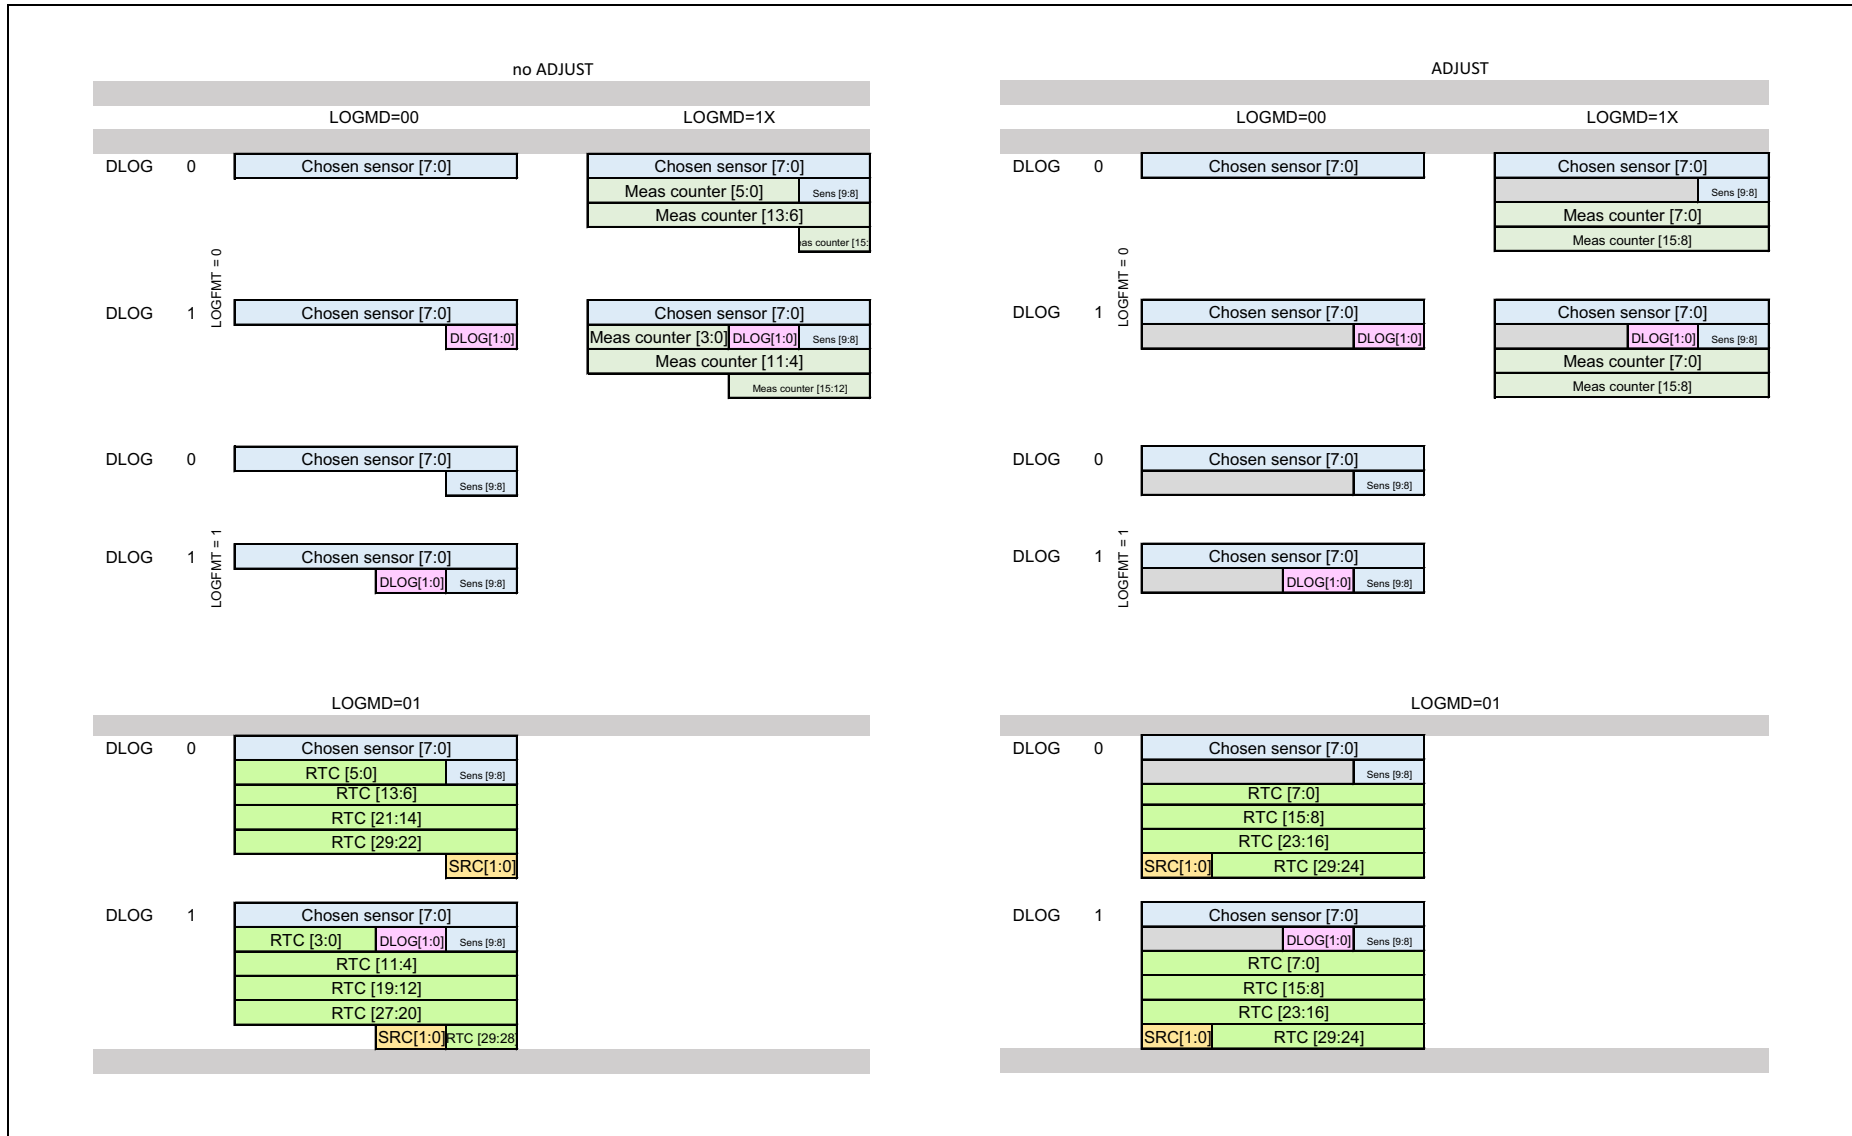 no ADJUST
LOGMD=00 LOGMD=1X
DLOG 0 Chosen sensor [7:0] Chosen sensor [7:0]
Meas counter [5:0] Sens [9:8]
Meas counter [13:6]
eas counter [15:
LOGFMT = 0
DLOG 1 Chosen sensor [7:0] Chosen sensor [7:0]
DLOG[1:0] Meas counter [3:0] DLOG[1:0] Sens [9:8]
Meas counter [11:4]
Meas counter [15:12]
DLOG 0 Chosen sensor [7:0]
Sens [9:8]
LOGFMT = 1
DLOG 1 Chosen sensor [7:0]
DLOG[1:0] Sens [9:8]
LOGMD=01
DLOG 0 Chosen sensor [7:0]
RTC [5:0] Sens [9:8]
RTC [13:6]
RTC [21:14]
RTC [29:22]
SRC[1:0]
DLOG 1 Chosen sensor [7:0]
RTC [3:0] DLOG[1:0] Sens [9:8]
RTC [11:4]
RTC [19:12]
RTC [27:20]
SRC[1:0] RTC [29:28]
ADJUST
LOGMD=00 LOGMD=1X
DLOG 0 Chosen sensor [7:0] Chosen sensor [7:0]
Sens [9:8]
Meas counter [7:0]
Meas counter [15:8]
LOGFMT = 0
DLOG 1 Chosen sensor [7:0] Chosen sensor [7:0]
DLOG[1:0] DLOG[1:0] Sens [9:8]
Meas counter [7:0]
Meas counter [15:8]
DLOG 0 Chosen sensor [7:0]
Sens [9:8]
LOGFMT = 1
DLOG 1 Chosen sensor [7:0]
DLOG[1:0] Sens [9:8]
LOGMD=01
DLOG 0 Chosen sensor [7:0]
Sens [9:8]
RTC [7:0]
RTC [15:8]
RTC [23:16]
SRC[1:0] RTC [29:24]
DLOG 1 Chosen sensor [7:0]
DLOG[1:0] Sens [9:8]
RTC [7:0]
RTC [15:8]
RTC [23:16]
SRC[1:0] RTC [29:24]